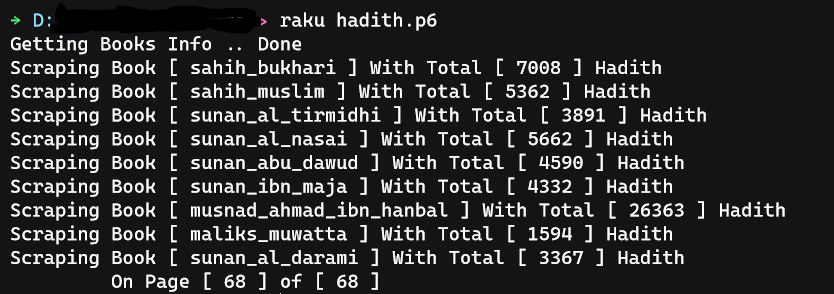 → D: > raku hadith.p6
Getting Books Info .. Done
Scraping Book [ sahih_bukhari ] With Total [ 7008 ] Hadith
Scraping Book [ sahih_muslim ] With Total [ 5362 ] Hadith
Scraping Book [ sunan_al_tirmidhi ] With Total [ 3891 ] Hadith
Scraping Book [ sunan_al_nasai ] With Total [ 5662 ] Hadith
Scraping Book [ sunan_abu_dawud ] With Total [ 4590 ] Hadith
Scraping Book [ sunan_ibn_maja ] With Total [ 4332 ] Hadith
Scraping Book [ musnad_ahmad_ibn_hanbal ] With Total [ 26363 ] Hadith
Scraping Book [ maliks_muwatta ] With Total [ 1594 ] Hadith
Scraping Book [ sunan_al_darami ] With Total [ 3367 ] Hadith
On Page [ 68 ] of [ 68 ]